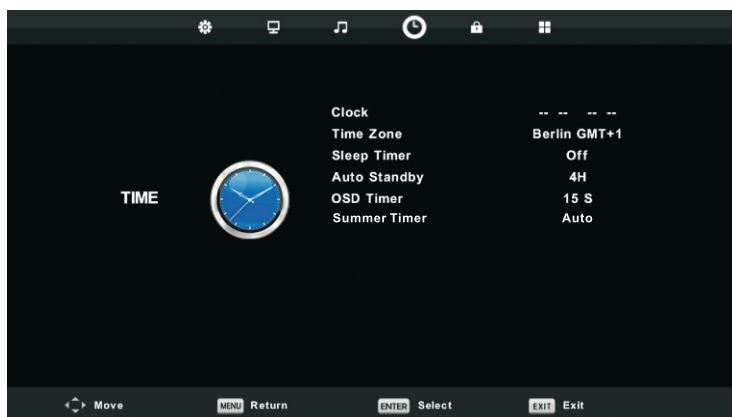 Clock -- -- -- --
Time Zone Berlin GMT+1
Sleep Timer Off
Auto Standby 4H
TIME
OSD Timer 15 S
Summer Timer Auto
Move MENU Return ENTER Select EXIT Exit